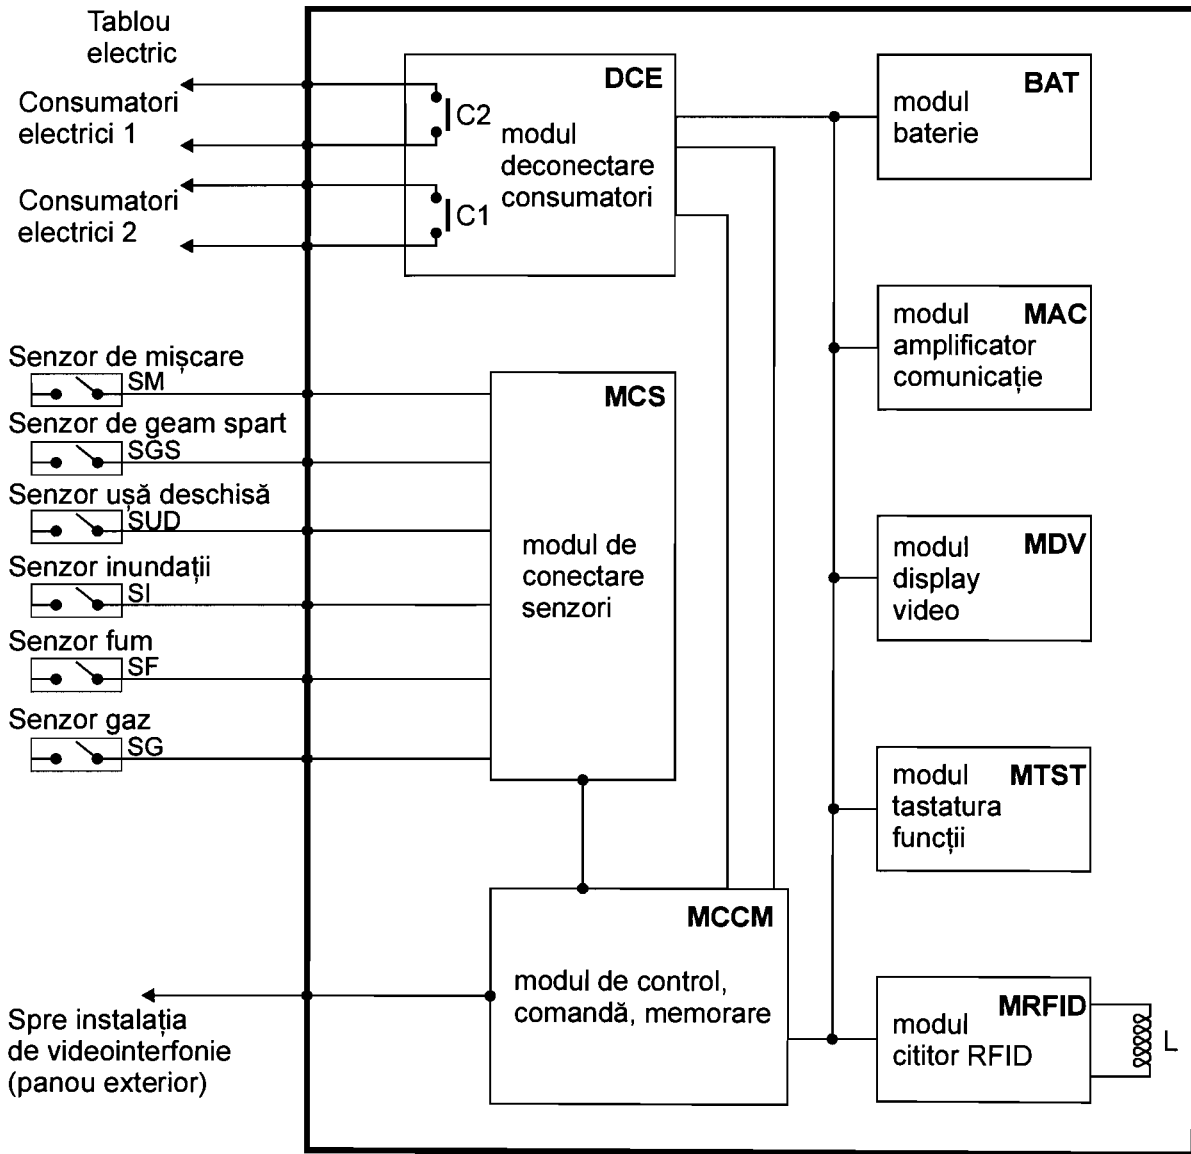 Tablou
electric
Consumatori
electrici 1
Consumatori
electrici 2
C2
C1
DCE
modul
deconectare
consumatori
BAT
modul
baterie
modul MAC
amplificator
comunicație
Senzor de mișcare
SM
Senzor de geam spart
SGS
Senzor ușă deschisă
SUD
Senzor inundații
SI
Senzor fum
SF
Senzor gaz
SG
MCS
modul de
conectare
senzori
modul MDV
display
video
modul MTST
tastatura
funcții
MCCM
modul de control,
comandă, memorare
MRFID
modul
cititor RFID
L
Spre instalația
de videointerfonie
(panou exterior)